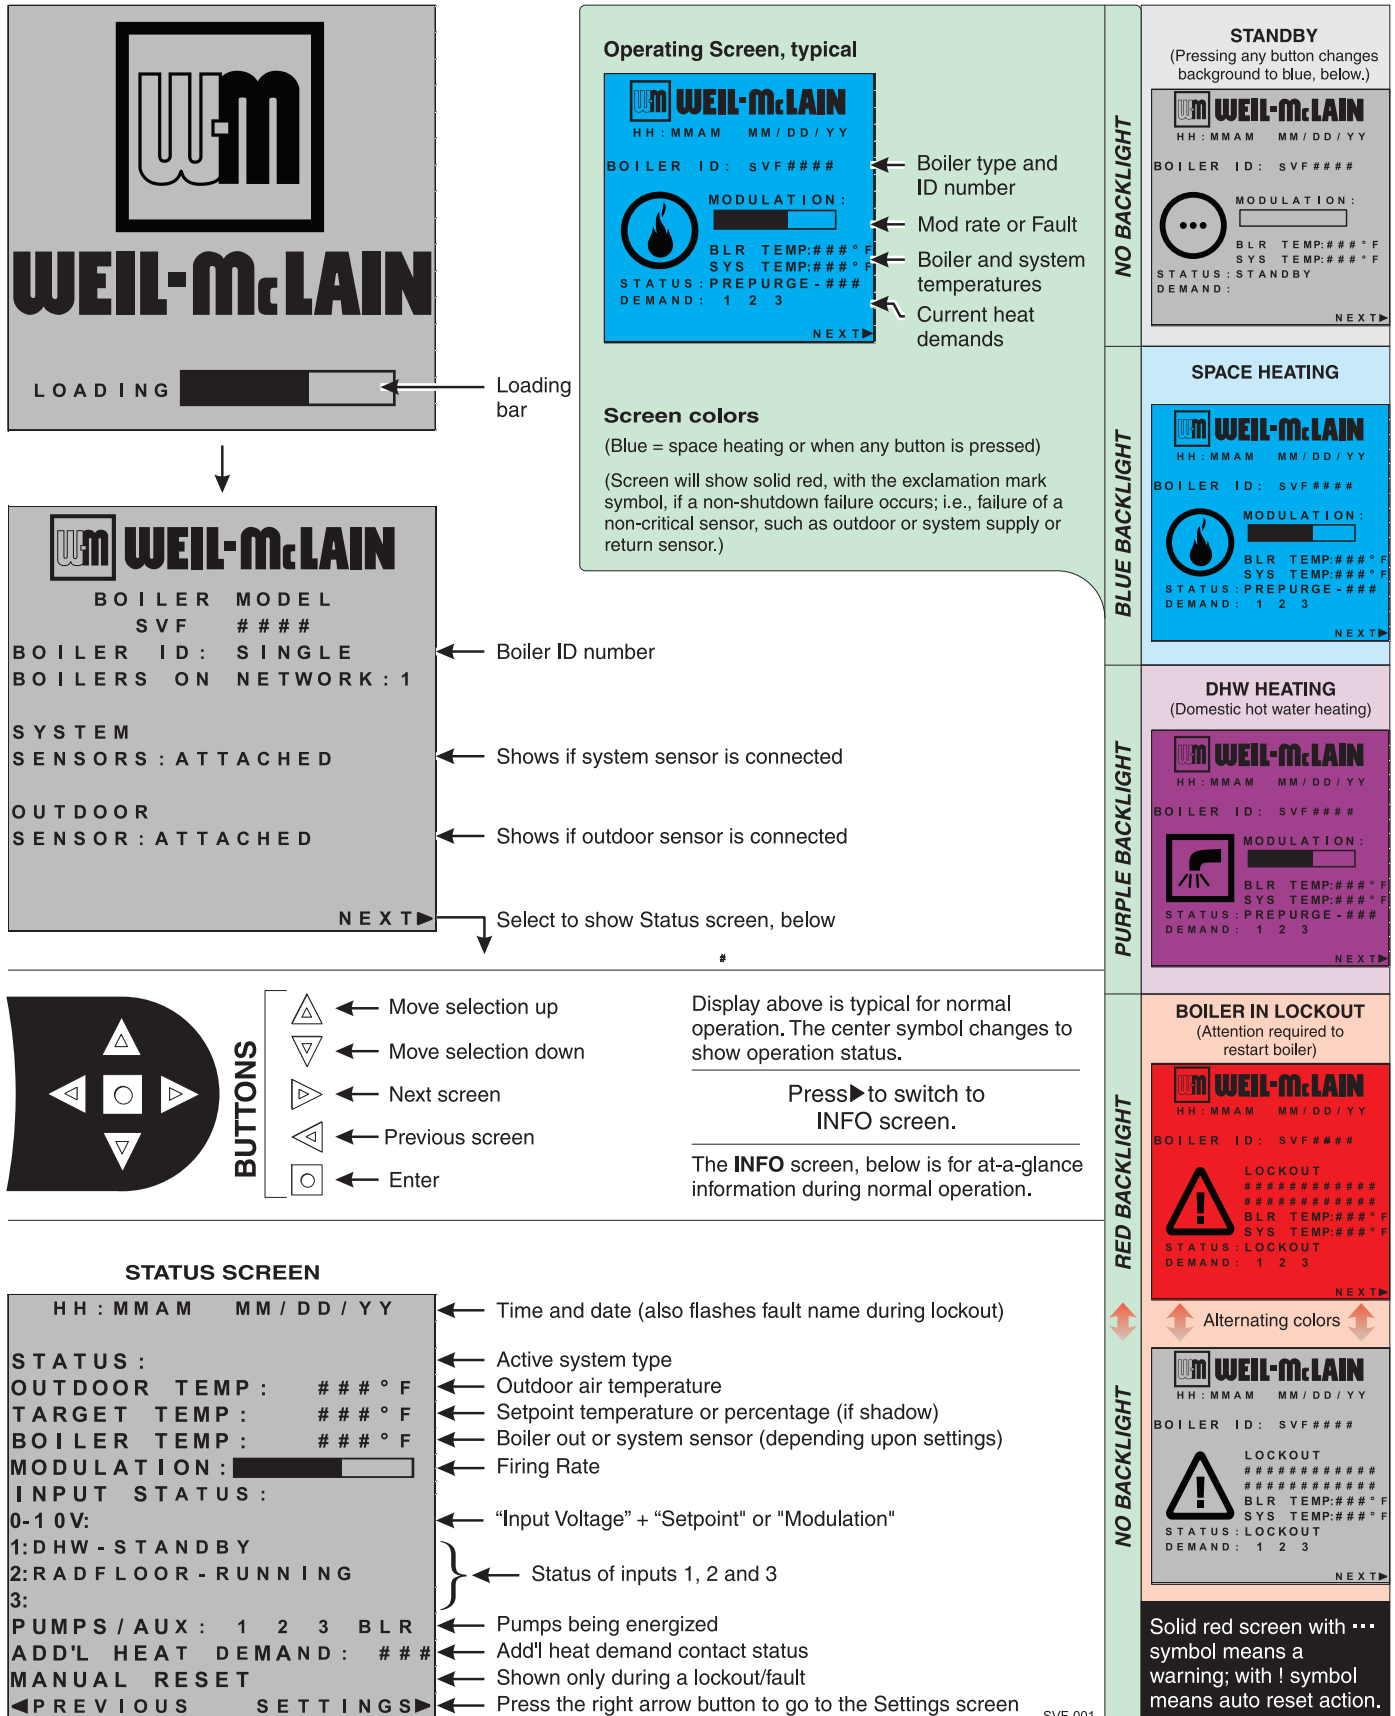 WM
WEIL-McLAIN
LOADING
Loading
bar
WM WEIL-McLAIN
BOILER MODEL
SVF ####
BOILER ID: SINGLE
BOILERS ON NETWORK:1
SYSTEM
SENSORS:ATTACHED
OUTDOOR
SENSOR:ATTACHED
NEXT▶
Boiler ID number
Shows if system sensor is connected
Shows if outdoor sensor is connected
Select to show Status screen, below
#
Operating Screen, typical
WM WEIL-McLAIN
HH:MMAM MM/DD/YY
BOILER ID: SVF####
MODULATION:
BLR TEMP:###°F
SYS TEMP:###°F
STATUS:PREPURGE-###
DEMAND: 1 2 3
NEXT▶
Boiler type and
ID number
Mod rate or Fault
Boiler and system
temperatures
Current heat
demands
Screen colors
(Blue = space heating or when any button is pressed)
(Screen will show solid red, with the exclamation mark
symbol, if a non-shutdown failure occurs; i.e., failure of a
non-critical sensor, such as outdoor or system supply or
return sensor.)
BUTTONS
Move selection up
Move selection down
Next screen
Previous screen
Enter
Display above is typical for normal
operation. The center symbol changes to
show operation status.
Press▶to switch to
INFO screen.
The INFO screen, below is for at-a-glance
information during normal operation.
STATUS SCREEN
HH:MMAM MM/DD/YY
STATUS:
OUTDOOR TEMP: ###°F
TARGET TEMP: ###°F
BOILER TEMP: ###°F
MODULATION:
INPUT STATUS:
0-10V:
1:DHW-STANDBY
2:RADFLOOR-RUNNING
3:
PUMPS/AUX: 1 2 3 BLR
ADD'L HEAT DEMAND: ###
MANUAL RESET
◀PREVIOUS SETTINGS▶
Time and date (also flashes fault name during lockout)
Active system type
Outdoor air temperature
Setpoint temperature or percentage (if shadow)
Boiler out or system sensor (depending upon settings)
Firing Rate
“Input Voltage” + “Setpoint" or "Modulation"
Status of inputs 1, 2 and 3
Pumps being energized
Add'l heat demand contact status
Shown only during a lockout/fault
Press the right arrow button to go to the Settings screen
NO BACKLIGHT
STANDBY
(Pressing any button changes
background to blue, below.)
WM WEIL-McLAIN
HH:MMAM MM/DD/YY
BOILER ID: SVF####
MODULATION:
BLR TEMP:###°F
SYS TEMP:###°F
STATUS:STANDBY
DEMAND:
NEXT▶
BLUE BACKLIGHT
SPACE HEATING
WM WEIL-McLAIN
HH:MMAM MM/DD/YY
BOILER ID: SVF####
MODULATION:
BLR TEMP:###°F
SYS TEMP:###°F
STATUS:PREPURGE-###
DEMAND: 1 2 3
NEXT▶
PURPLE BACKLIGHT
DHW HEATING
(Domestic hot water heating)
WM WEIL-McLAIN
HH:MMAM MM/DD/YY
BOILER ID: SVF####
MODULATION:
BLR TEMP:###°F
SYS TEMP:###°F
STATUS:PREPURGE-###
DEMAND: 1 2 3
NEXT▶
RED BACKLIGHT
BOILER IN LOCKOUT
(Attention required to
restart boiler)
WM WEIL-McLAIN
HH:MMAM MM/DD/YY
BOILER ID: SVF####
LOCKOUT
############
############
BLR TEMP:###°F
SYS TEMP:###°F
STATUS:LOCKOUT
DEMAND: 1 2 3
NEXT▶
Alternating colors
NO BACKLIGHT
WM WEIL-McLAIN
HH:MMAM MM/DD/YY
BOILER ID: SVF####
LOCKOUT
############
############
BLR TEMP:###°F
SYS TEMP:###°F
STATUS:LOCKOUT
DEMAND: 1 2 3
NEXT▶
Solid red screen with ···
symbol means a
warning; with ! symbol
means auto reset action.